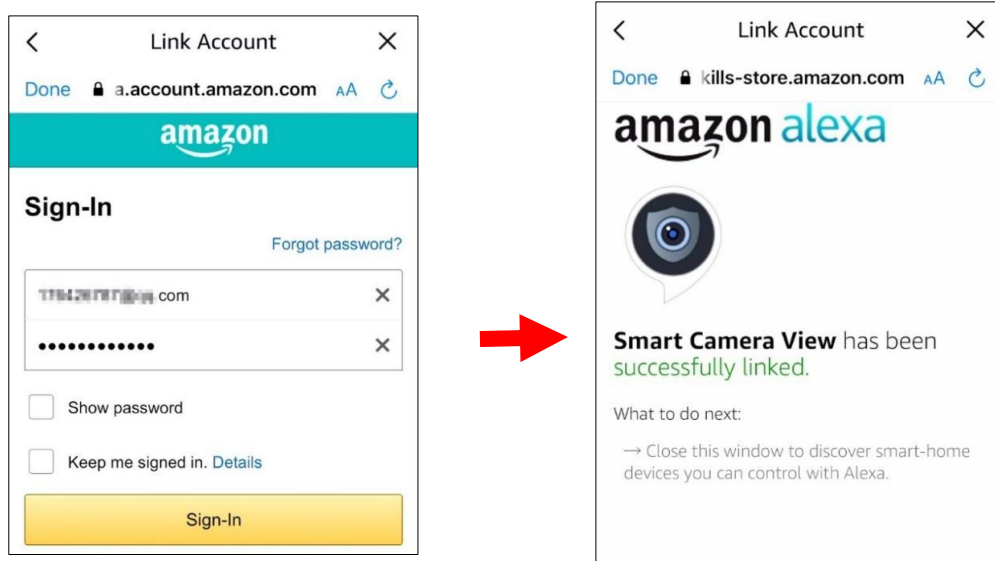 Link Account
Done a.account.amazon.com AA
amazon
Sign-In
Forgot password?
.com
Show password
Keep me signed in. Details
Sign-In
Link Account
Done kills-store.amazon.com AA
amazon alexa
Smart Camera View has been
successfully linked.
What to do next:
→ Close this window to discover smart-home
devices you can control with Alexa.